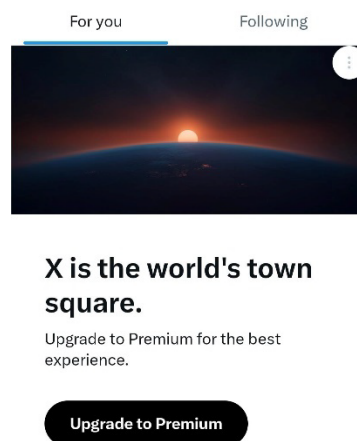 For you
Following
X is the world's town
square.
Upgrade to Premium for the best
experience.
Upgrade to Premium